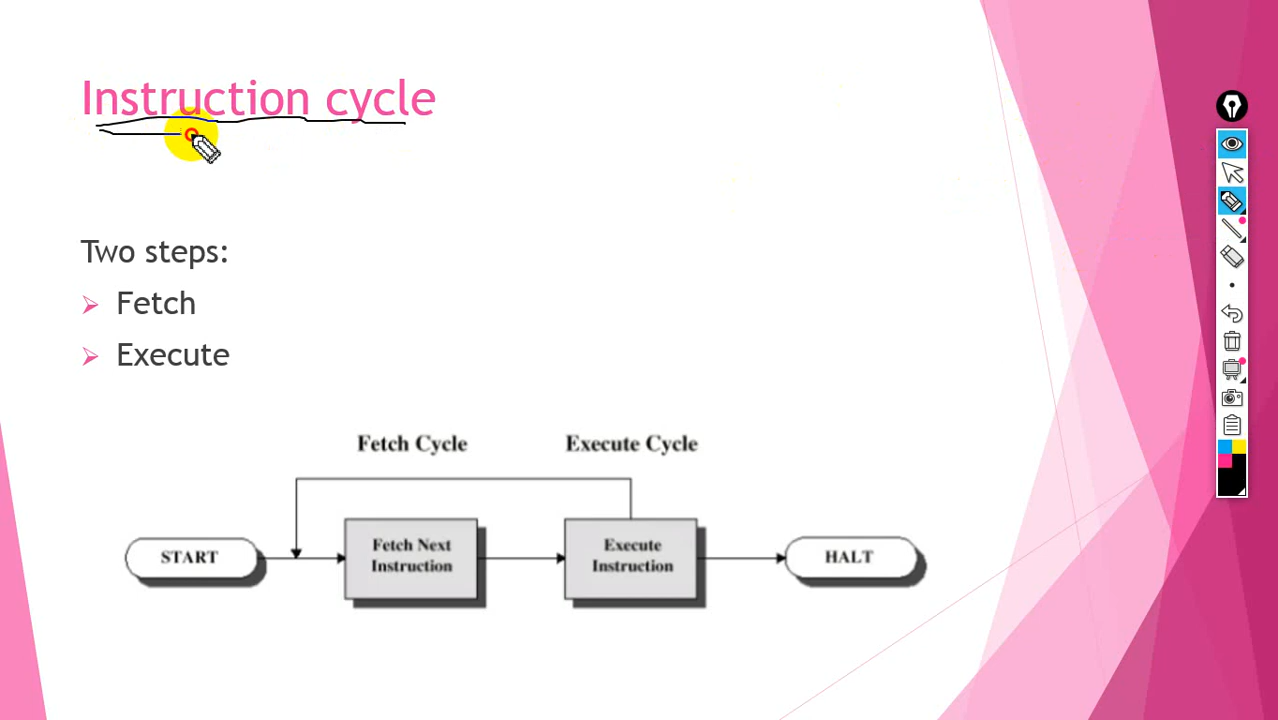 Instruction cycle
Two steps:
Fetch
Execute
Fetch Cycle Execute Cycle
START
Fetch Next
Instruction
Execute
Instruction
HALT